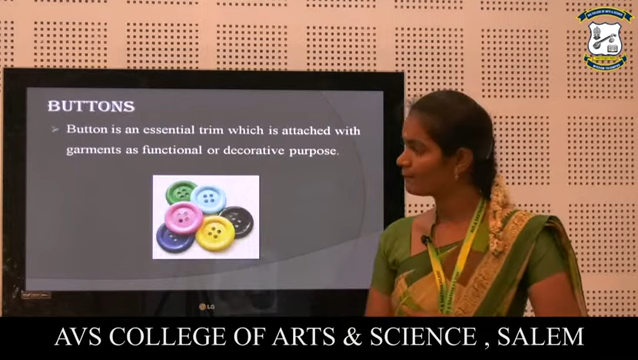 BUTTONS
Button is an essential trim which is attached with
garments as functional or decorative purpose.
LG
AVS COLLEGE OF ARTS & SCIENCE , SALEM